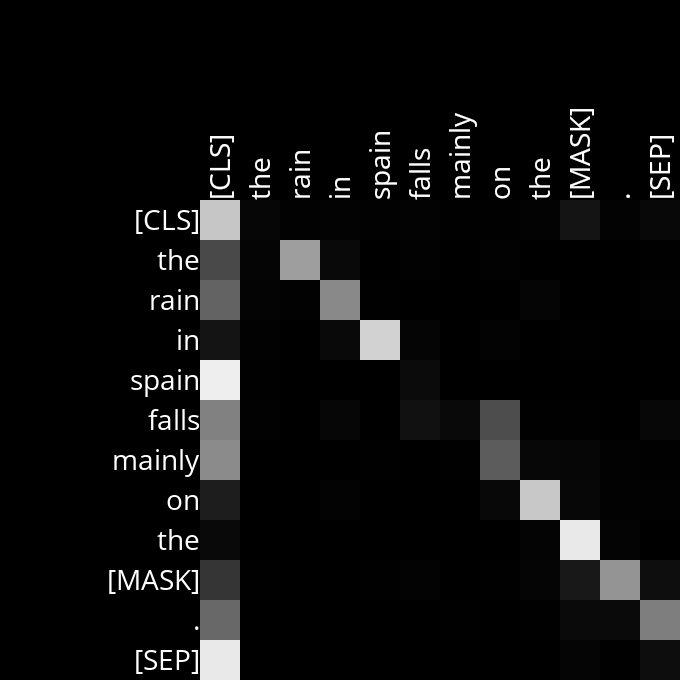 [CLS] the rain in spain falls mainly on the [MASK] . [SEP]
[CLS]
the
rain
in
spain
falls
mainly
on
the
[MASK]
.
[SEP]